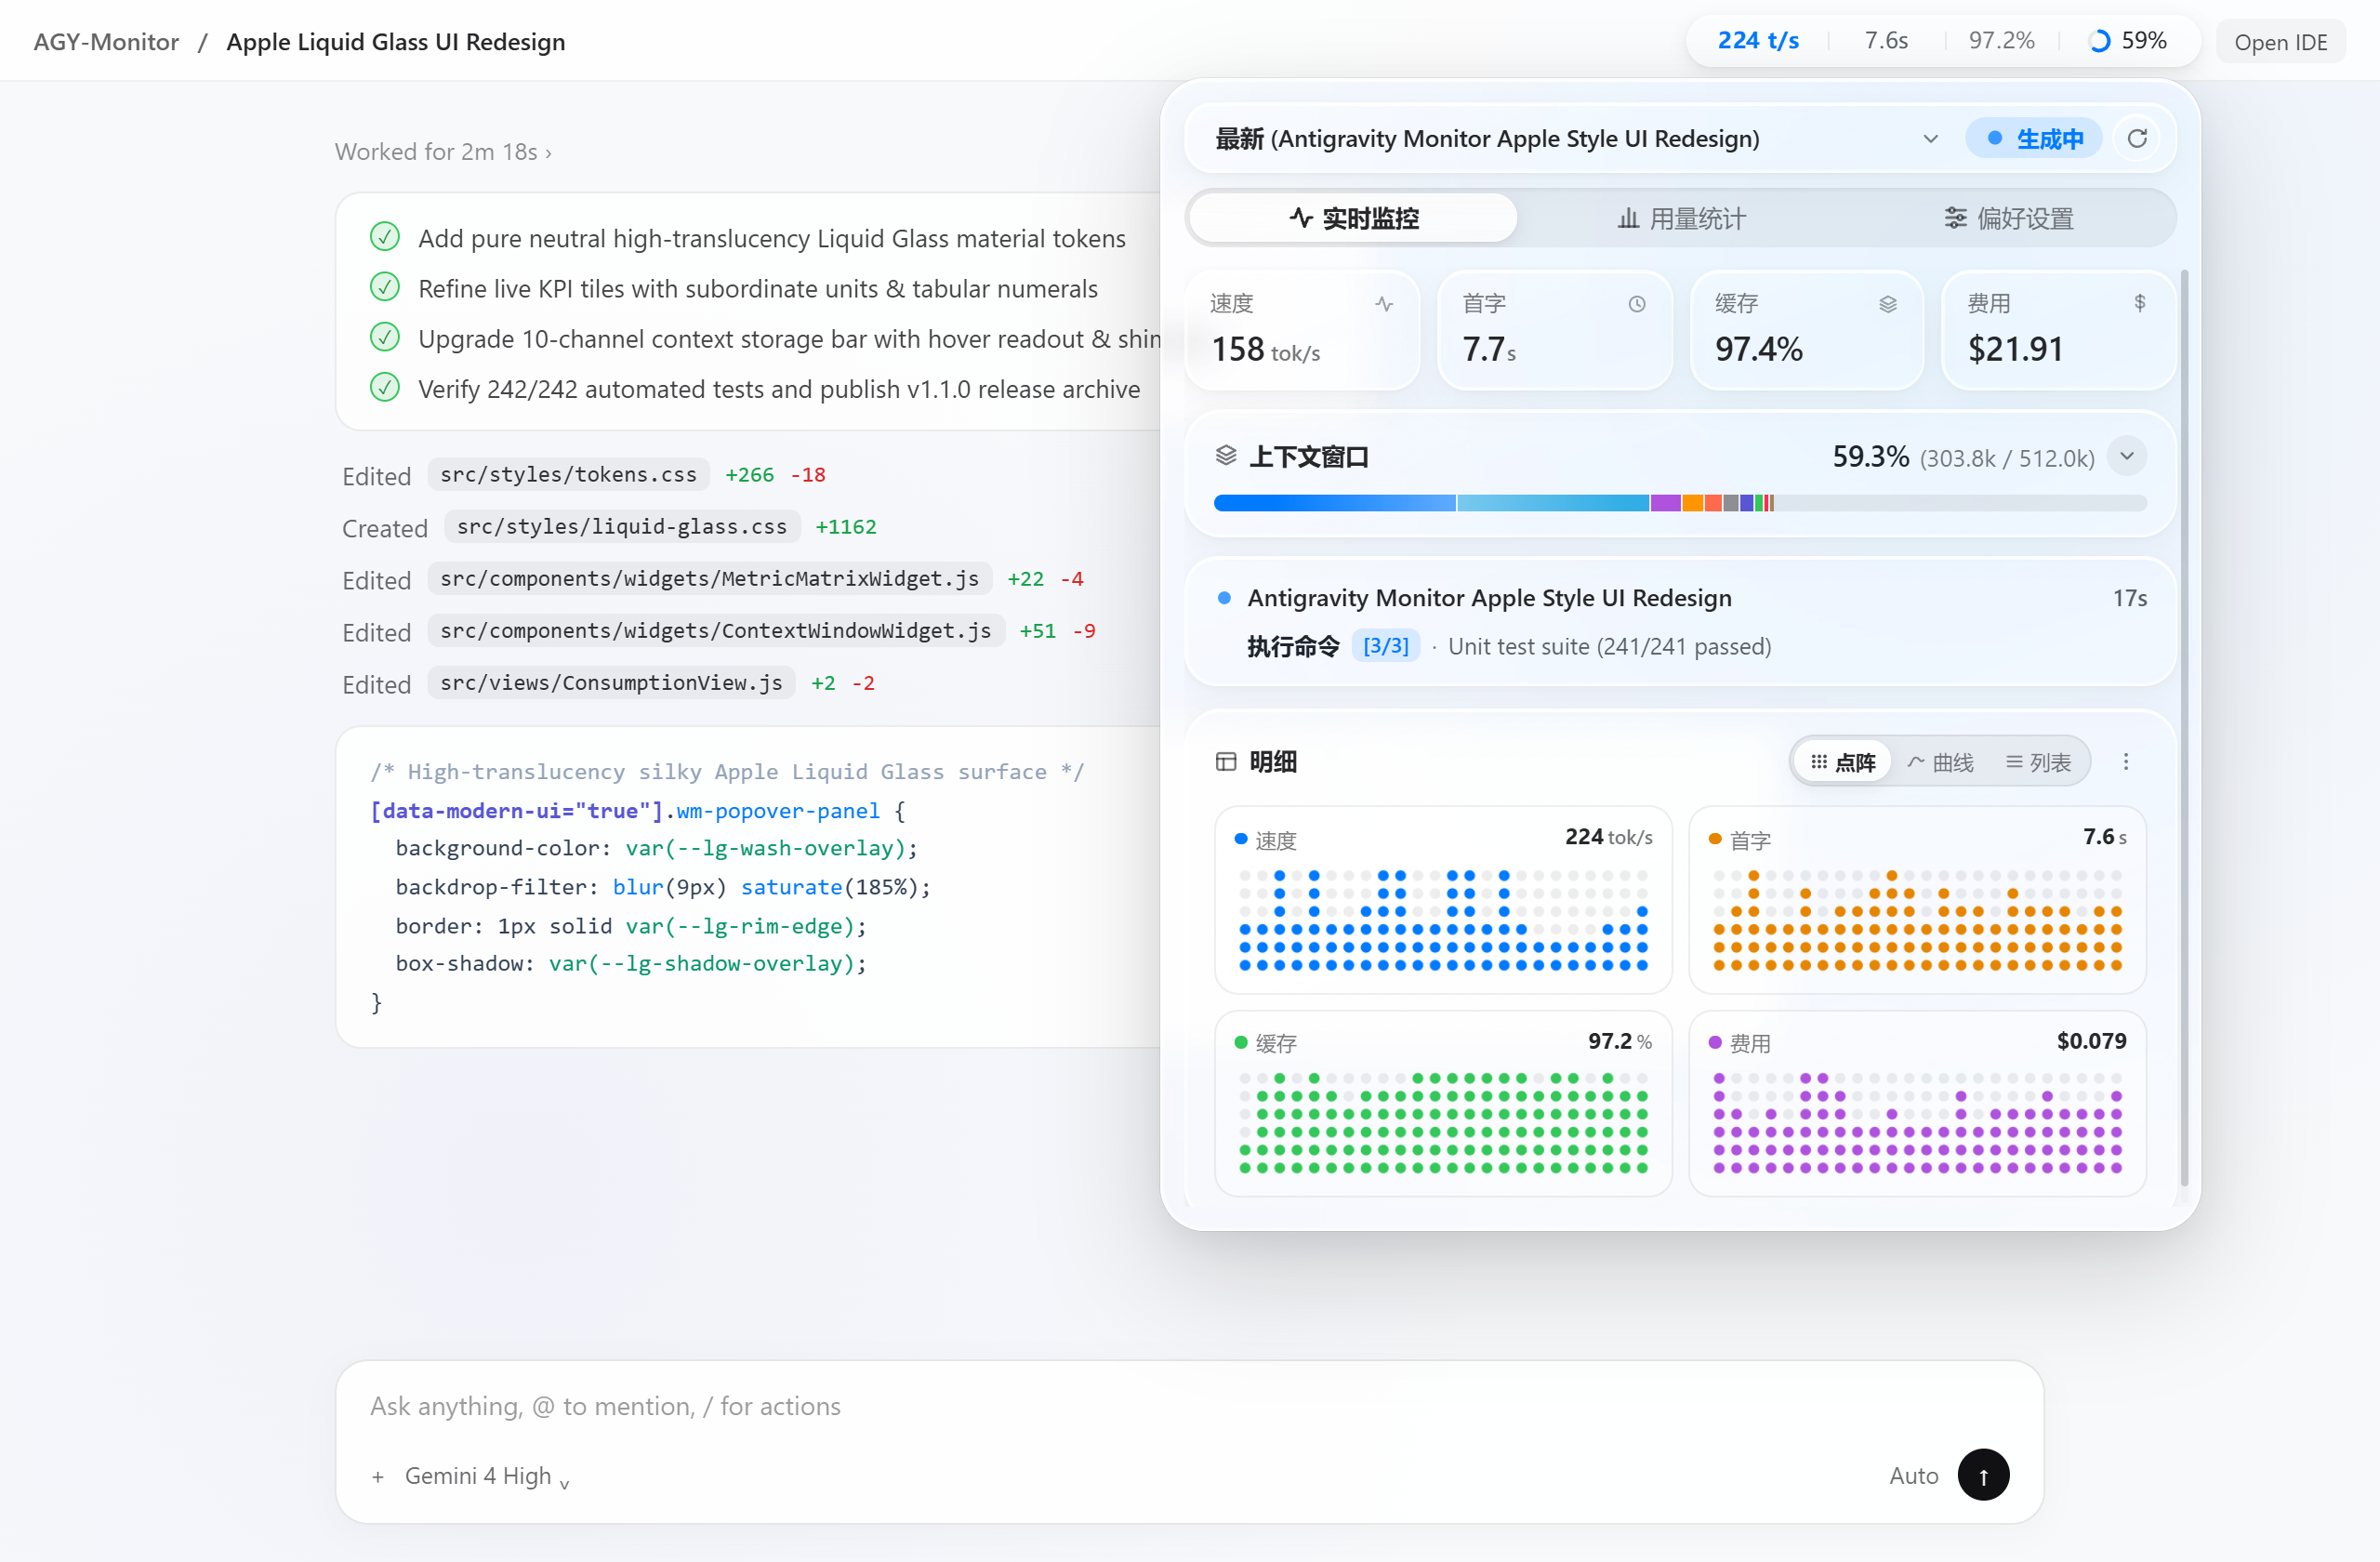 AGY-Monitor / Apple Liquid Glass UI Redesign
224 t/s 7.6s 97.2% 59% Open IDE
Worked for 2m 18s ›
✓ Add pure neutral high-translucency Liquid Glass material tokens
✓ Refine live KPI tiles with subordinate units & tabular numerals
✓ Upgrade 10-channel context storage bar with hover readout & shin
✓ Verify 242/242 automated tests and publish v1.1.0 release archive
Edited src/styles/tokens.css +266 -18
Created src/styles/liquid-glass.css +1162
Edited src/components/widgets/MetricMatrixWidget.js +22 -4
Edited src/components/widgets/ContextWindowWidget.js +51 -9
Edited src/views/ConsumptionView.js +2 -2
/* High-translucency silky Apple Liquid Glass surface */
[data-modern-ui="true"].wm-popover-panel {
background-color: var(--lg-wash-overlay);
backdrop-filter: blur(9px) saturate(185%);
border: 1px solid var(--lg-rim-edge);
box-shadow: var(--lg-shadow-overlay);
}
最新 (Antigravity Monitor Apple Style UI Redesign) 生成中
实时监控 用量统计 偏好设置
速度 首字 缓存 费用 $
158 tok/s 7.7s 97.4% $21.91
上下文窗口 59.3% (303.8k / 512.0k)
Antigravity Monitor Apple Style UI Redesign 17s
执行命令 [3/3] · Unit test suite (241/241 passed)
明细 点阵 曲线 列表
速度 224 tok/s 首字 7.6 s
缓存 97.2 % 费用 $0.079
Ask anything, @ to mention, / for actions
+ Gemini 4 High v Auto ↑